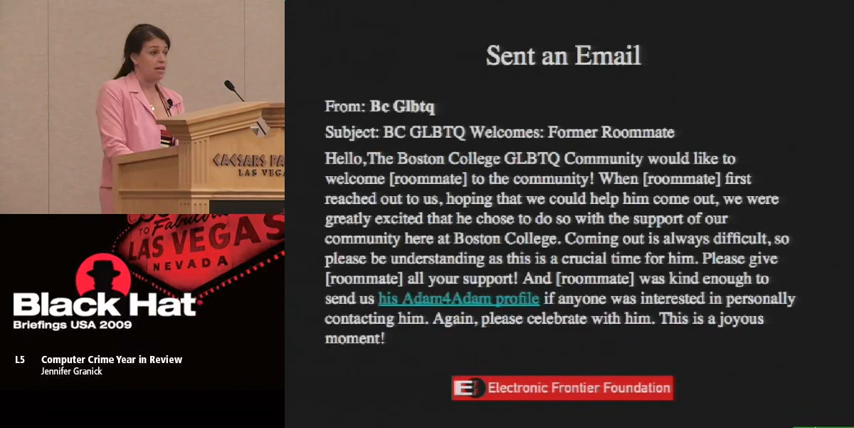 CAESARS PA
LAS VEGA
TO Fabulous
LAS VEGAS
NEVADA
Black Hat
Briefings USA 2009
L5 Computer Crime Year in Review
Jennifer Granick
Sent an Email
From: Bc Glbtq
Subject: BC GLBTQ Welcomes: Former Roommate
Hello,The Boston College GLBTQ Community would like to
welcome [roommate] to the community! When [roommate] first
reached out to us, hoping that we could help him come out, we were
greatly excited that he chose to do so with the support of our
community here at Boston College. Coming out is always difficult, so
please be understanding as this is a crucial time for him. Please give
[roommate] all your support! And [roommate] was kind enough to
send us his Adam4Adam profile if anyone was interested in personally
contacting him. Again, please celebrate with him. This is a joyous
moment!
Electronic Frontier Foundation